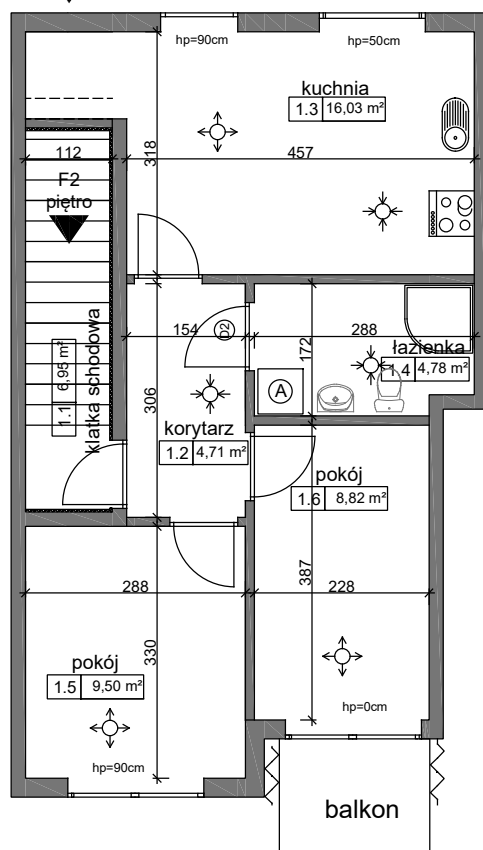 hp=90cm
hp=50cm
kuchnia
1.3 16,03 m²
112
318
457
F2
piętro
154
D2
288
172
łazienka
1.4 4,78 m²
1.1 6,95 m²
klatka schodowa
306
A
korytarz
1.2 4,71 m²
pokój
1.6 8,82 m²
288
387
228
330
pokój
1.5 9,50 m²
hp=0cm
hp=90cm
balkon